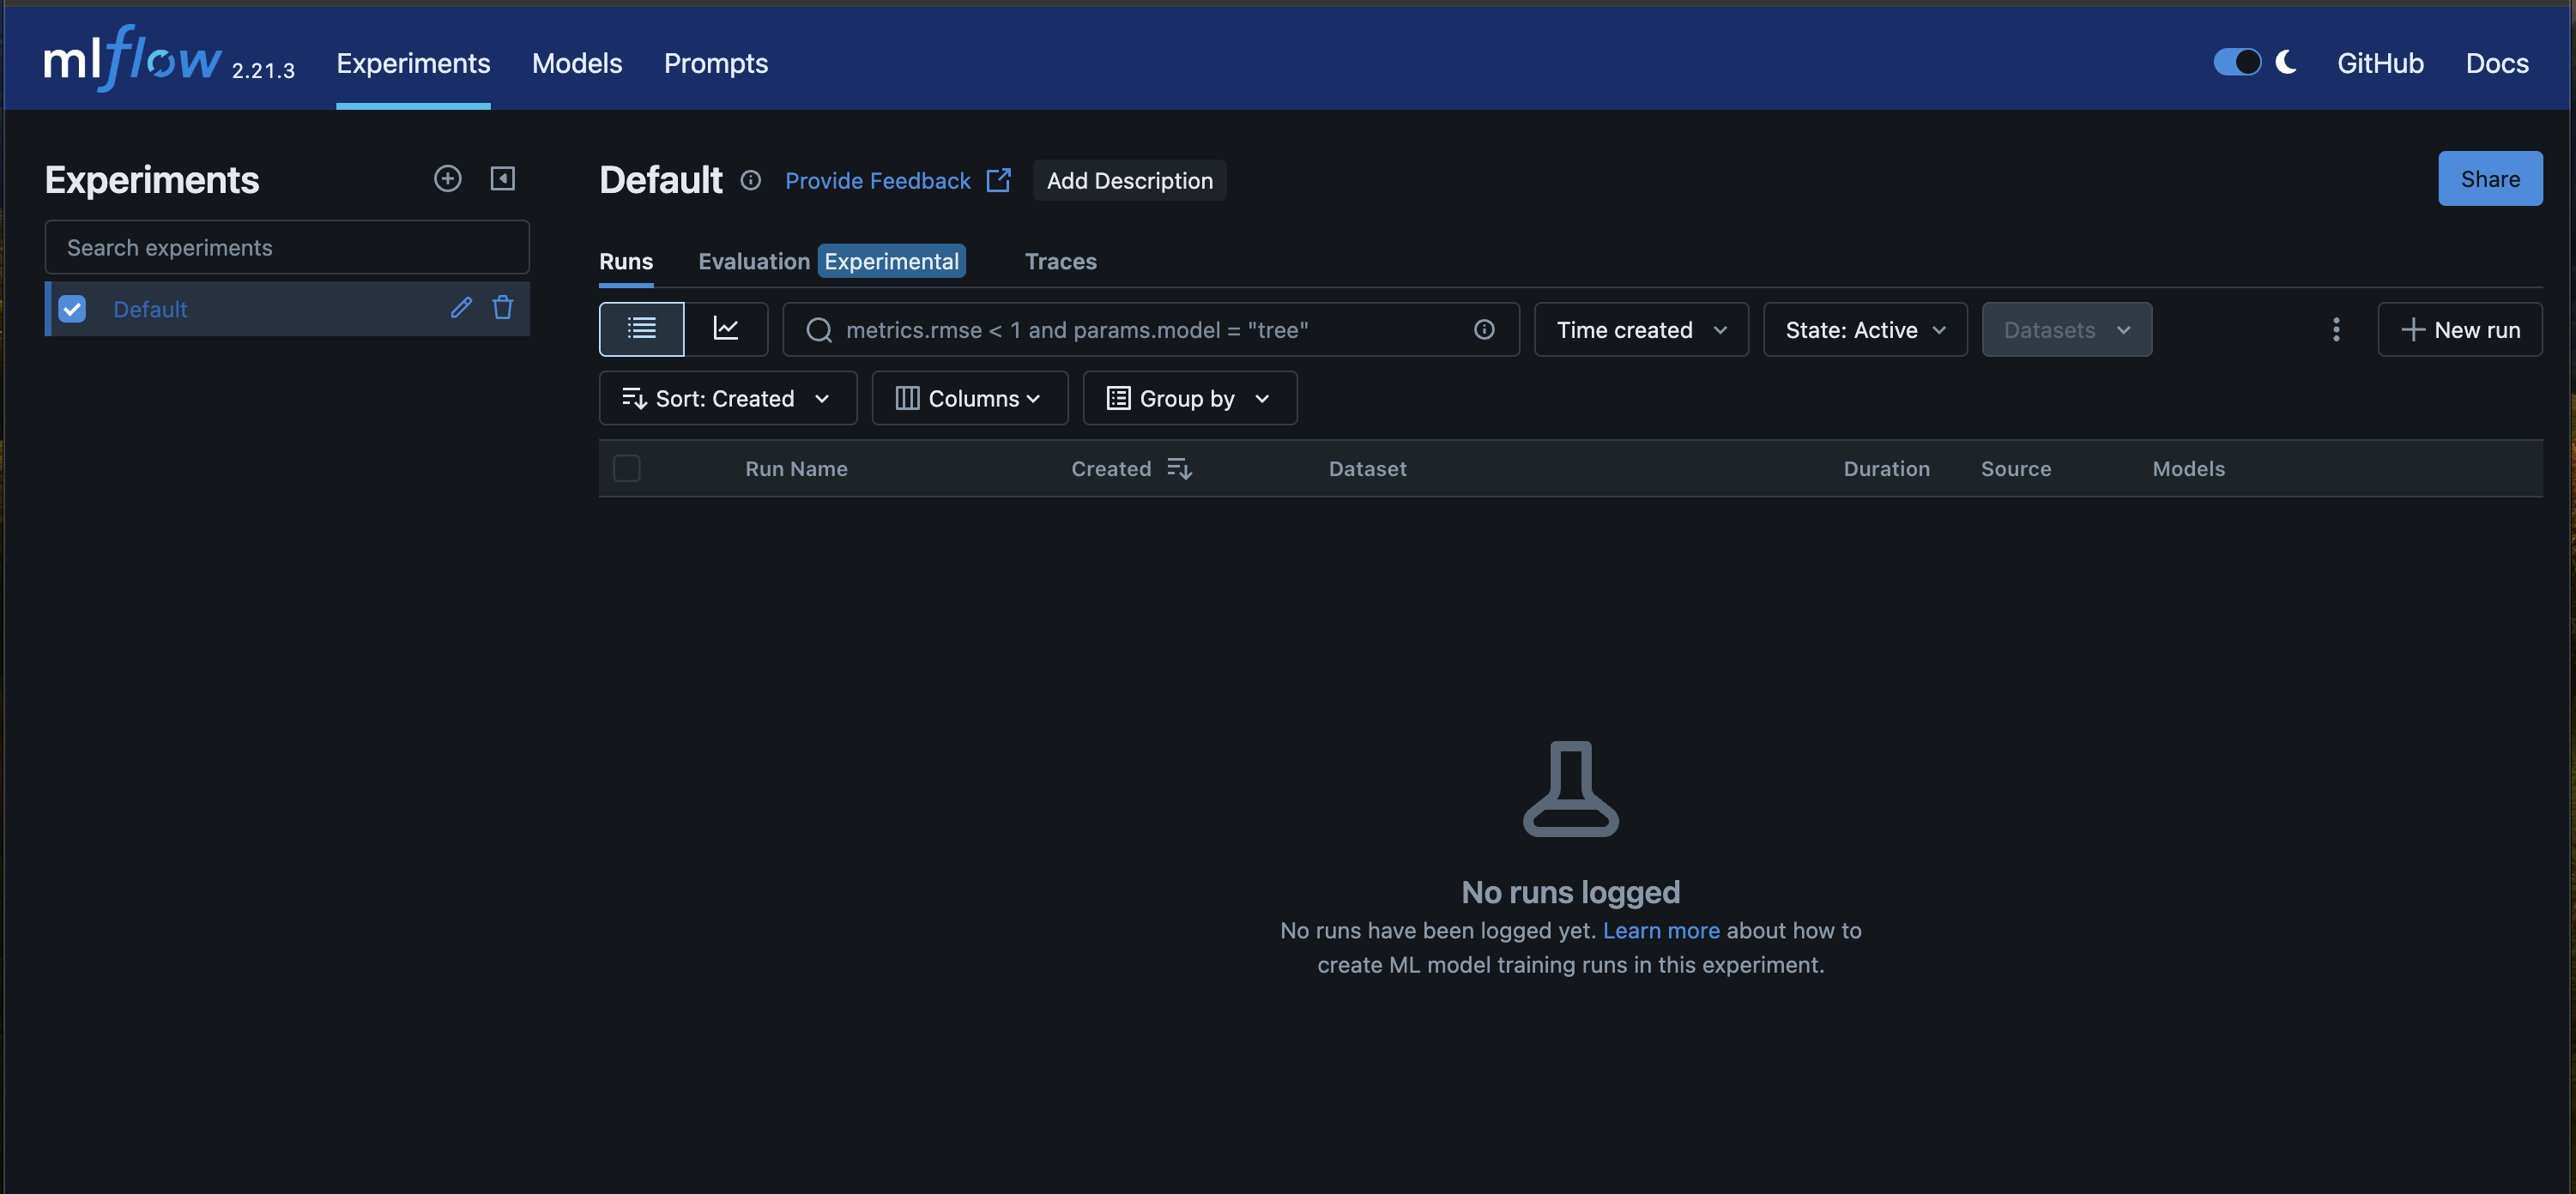 mlflow 2.21.3 Experiments Models Prompts GitHub Docs
Experiments
Search experiments
Default
Default Provide Feedback Add Description Share
Runs Evaluation Experimental Traces
metrics.rmse < 1 and params.model = "tree" Time created State: Active Datasets New run
Sort: Created Columns Group by
Run Name Created Dataset Duration Source Models
No runs logged
No runs have been logged yet. Learn more about how to
create ML model training runs in this experiment.